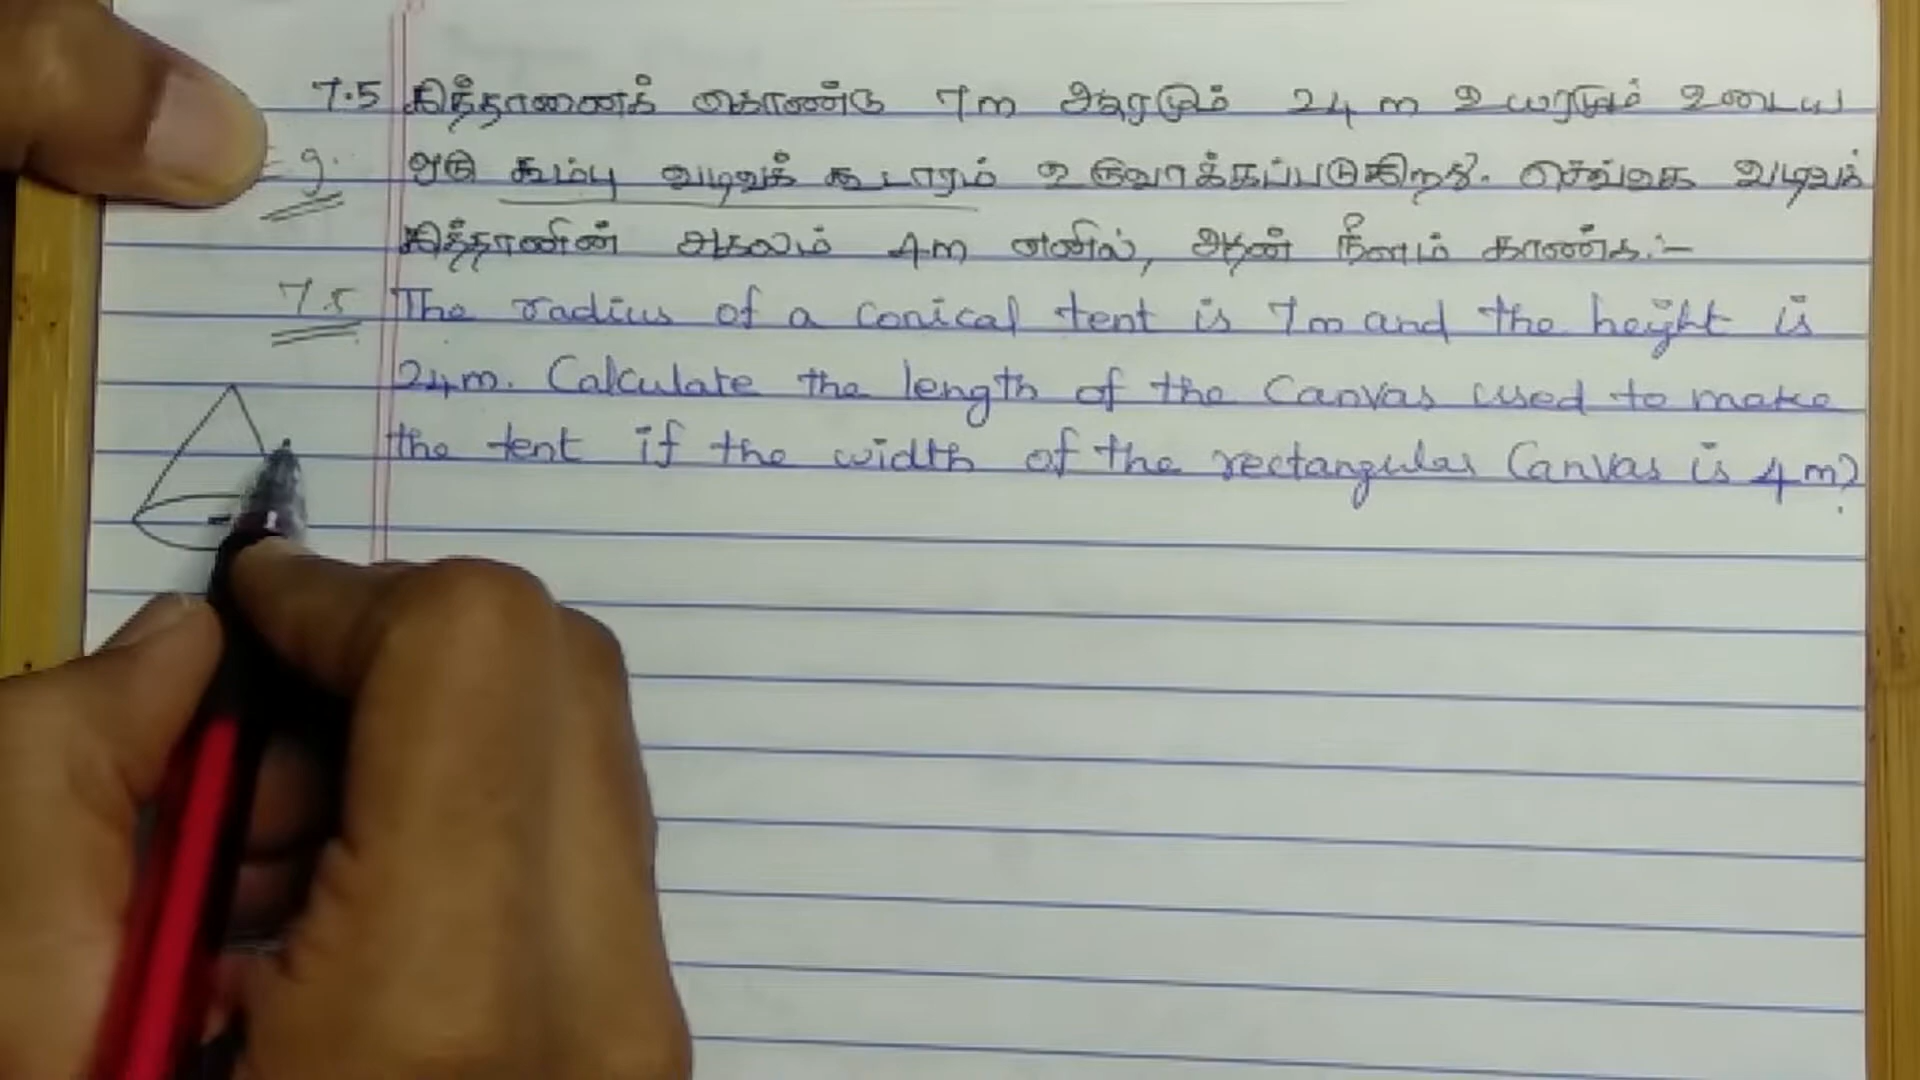 7.5 கித்தானைக் கொண்டு 7m ஆரமும் 24 m உயரமும் உடைய
9. ஒரு கூம்பு வடிவக் கூடாரம் உருவாக்கப்படுகிறது. செவ்வக வடிவக்
கித்தானின் அகலம் 4m எனில், அதன் நீளம் காண்க:-
7.5 The radius of a conical tent is 7m and the height is
24m. Calculate the length of the Canvas used to make
the tent if the width of the rectangular Canvas is 4m?